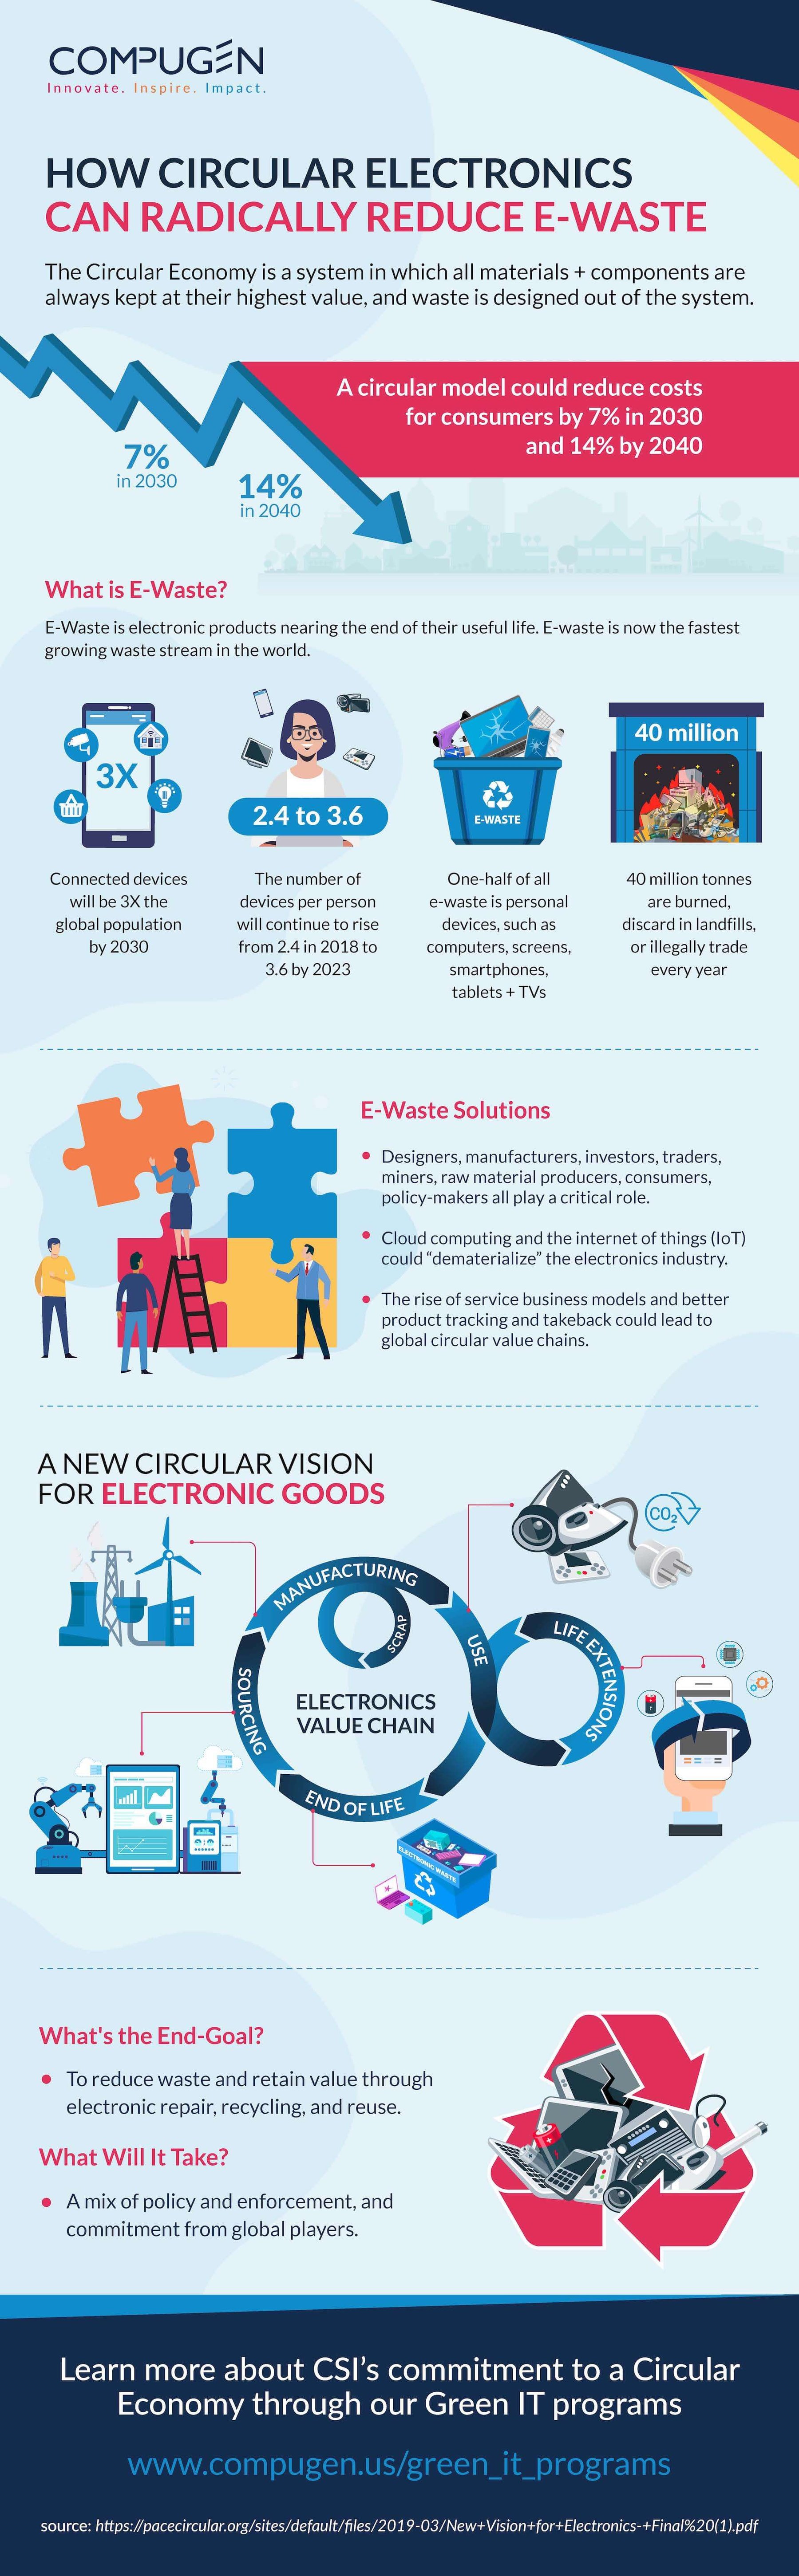 COMPUGEN
Innovate. Inspire. Impact.
HOW CIRCULAR ELECTRONICS
CAN RADICALLY REDUCE E-WASTE
The Circular Economy is a system in which all materials + components are
always kept at their highest value, and waste is designed out of the system.
A circular model could reduce costs
for consumers by 7% in 2030
and 14% by 2040
7%
in 2030
14%
in 2040
What is E-Waste?
E-Waste is electronic products nearing the end of their useful life. E-waste is now the fastest
growing waste stream in the world.
3X
Connected devices
will be 3X the
global population
by 2030
2.4 to 3.6
The number of
devices per person
will continue to rise
from 2.4 in 2018 to
3.6 by 2023
E-WASTE
One-half of all
e-waste is personal
devices, such as
computers, screens,
smartphones,
tablets + TVs
40 million
40 million tonnes
are burned,
discard in landfills,
or illegally trade
every year
E-Waste Solutions
• Designers, manufacturers, investors, traders,
miners, raw material producers, consumers,
policy-makers all play a critical role.
• Cloud computing and the internet of things (IoT)
could “dematerialize” the electronics industry.
• The rise of service business models and better
product tracking and takeback could lead to
global circular value chains.
A NEW CIRCULAR VISION
FOR ELECTRONIC GOODS
CO₂
MANUFACTURING
SCRAP
USE
LIFE EXTENSIONS
SOURCING
ELECTRONICS
VALUE CHAIN
END OF LIFE
ELECTRONIC WASTE
What's the End-Goal?
• To reduce waste and retain value through
electronic repair, recycling, and reuse.
What Will It Take?
• A mix of policy and enforcement, and
commitment from global players.
Learn more about CSI’s commitment to a Circular
Economy through our Green IT programs
www.compugen.us/green_it_programs
source: https://pacecircular.org/sites/default/files/2019-03/New+Vision+for+Electronics-+Final%20(1).pdf